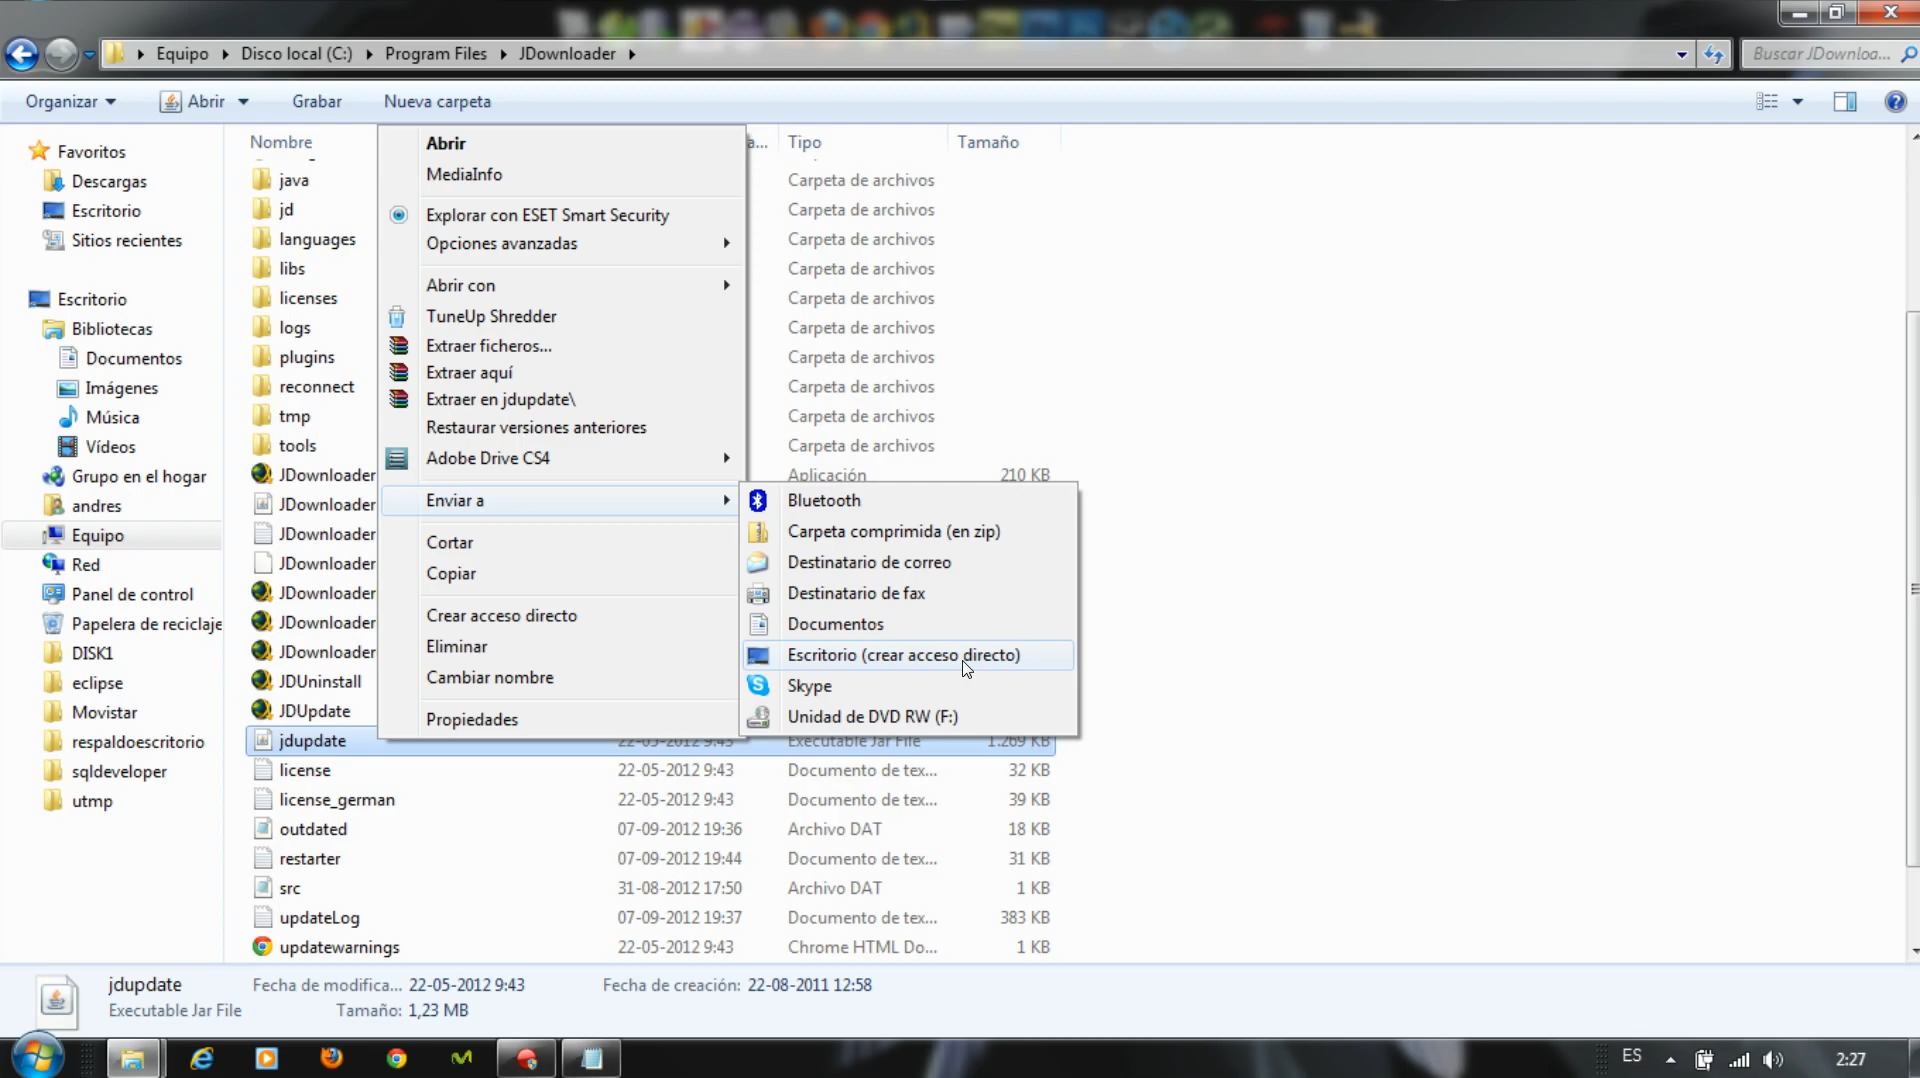 Equipo
Disco local (C:)
Program Files
JDownloader
Buscar JDownloa...
Organizar
Abrir
Grabar
Nueva carpeta
Favoritos
Descargas
Escritorio
Sitios recientes
Escritorio
Bibliotecas
Documentos
Imágenes
Música
Vídeos
Grupo en el hogar
andres
Equipo
Red
Panel de control
Papelera de reciclaje
DISK1
eclipse
Movistar
respaldoescritorio
sqldeveloper
utmp
Nombre
a...
Tipo
Tamaño
java
Carpeta de archivos
jd
Carpeta de archivos
languages
Carpeta de archivos
libs
Carpeta de archivos
licenses
Carpeta de archivos
logs
Carpeta de archivos
plugins
Carpeta de archivos
reconnect
Carpeta de archivos
tmp
Carpeta de archivos
tools
Carpeta de archivos
JDownloader
Aplicación
210 KB
JDownloader
JDownloader
JDownloader
JDownloader
JDownloader
JDownloader
JDUninstall
JDUpdate
jdupdate
22-05-2012 9:43
Executable Jar File
1.269 KB
license
22-05-2012 9:43
Documento de tex...
32 KB
license_german
22-05-2012 9:43
Documento de tex...
39 KB
outdated
07-09-2012 19:36
Archivo DAT
18 KB
restarter
07-09-2012 19:44
Documento de tex...
31 KB
src
31-08-2012 17:50
Archivo DAT
1 KB
updateLog
07-09-2012 19:37
Documento de tex...
383 KB
updatewarnings
22-05-2012 9:43
Chrome HTML Do...
1 KB
Abrir
MediaInfo
Explorar con ESET Smart Security
Opciones avanzadas
Abrir con
TuneUp Shredder
Extraer ficheros...
Extraer aquí
Extraer en jdupdate\
Restaurar versiones anteriores
Adobe Drive CS4
Enviar a
Cortar
Copiar
Crear acceso directo
Eliminar
Cambiar nombre
Propiedades
Bluetooth
Carpeta comprimida (en zip)
Destinatario de correo
Destinatario de fax
Documentos
Escritorio (crear acceso directo)
Skype
Unidad de DVD RW (F:)
jdupdate
Fecha de modifica... 22-05-2012 9:43
Fecha de creación: 22-08-2011 12:58
Executable Jar File
Tamaño: 1,23 MB
ES
2:27